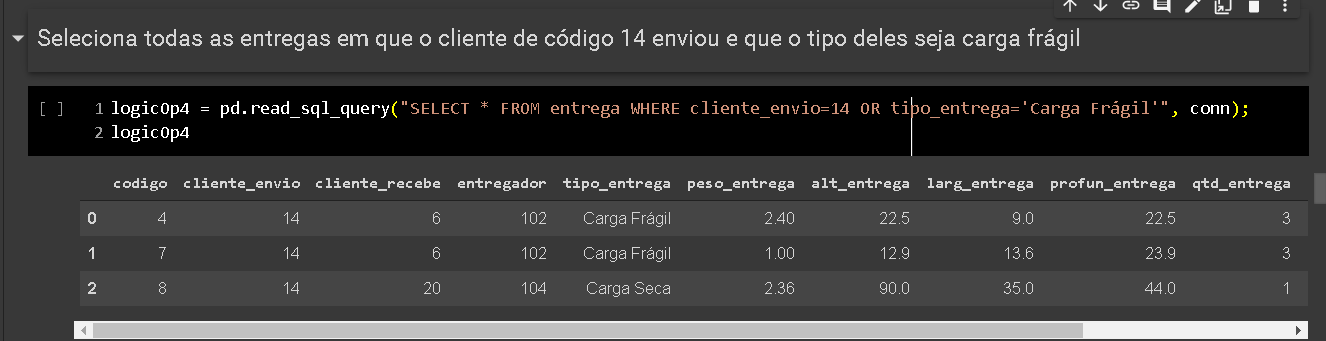 Seleciona todas as entregas em que o cliente de código 14 enviou e que o tipo deles seja carga frágil
[ ] 1 logicOp4 = pd.read_sql_query("SELECT * FROM entrega WHERE cliente_envio=14 OR tipo_entrega='Carga Frágil'", conn);
2 logicOp4
codigo cliente_envio cliente_recebe entregador tipo_entrega peso_entrega alt_entrega larg_entrega profun_entrega qtd_entrega
0 4 14 6 102 Carga Frágil 2.40 22.5 9.0 22.5 3
1 7 14 6 102 Carga Frágil 1.00 12.9 13.6 23.9 3
2 8 14 20 104 Carga Seca 2.36 90.0 35.0 44.0 1